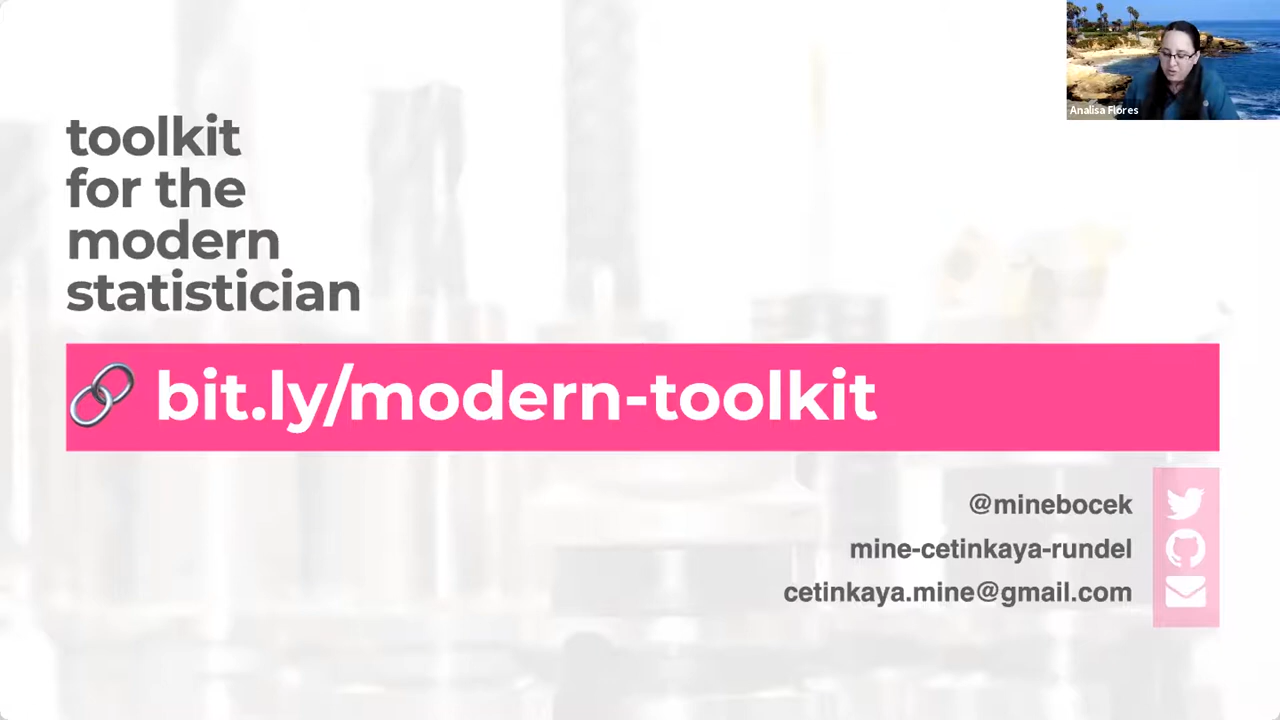 Analisa Flores
toolkit
for the
modern
statistician
bit.ly/modern-toolkit
@minebocek
mine-cetinkaya-rundel
cetinkaya.mine@gmail.com